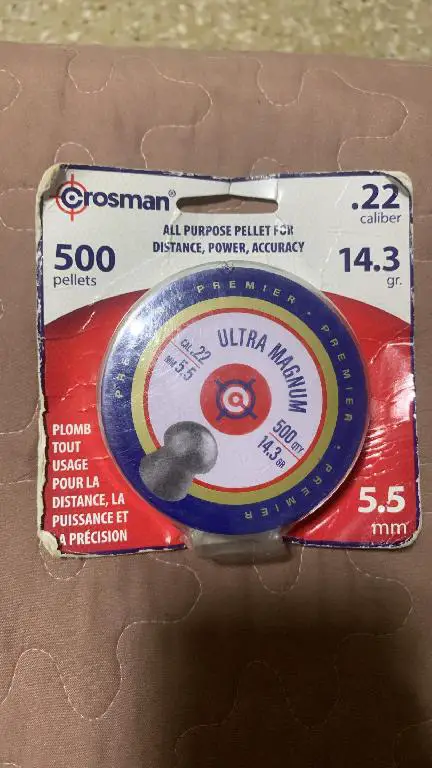 Crosman®
.22
caliber
ALL PURPOSE PELLET FOR
DISTANCE, POWER, ACCURACY
500
pellets
14.3
gr.
PREMIER • PREMIER • PREMIER • PREMIER
ULTRA MAGNUM
CAL .22
MM 5.5
500 QTY
14.3 GR
PLOMB
TOUT
USAGE
POUR LA
DISTANCE, LA
PUISSANCE ET
A PRÉCISION
5.5
mm